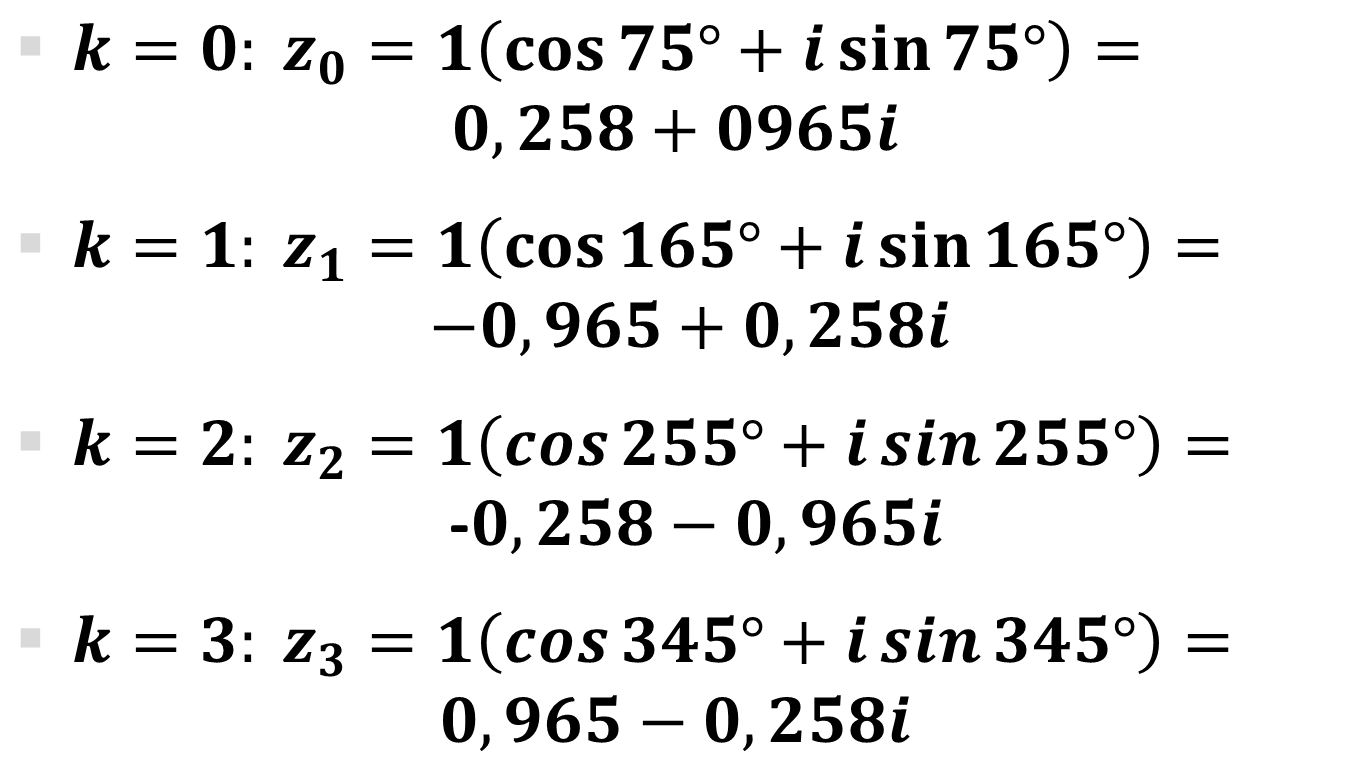 ▪ k = 0: z₀ = 1(cos 75° + i sin 75°) =
0, 258 + 0965i
▪ k = 1: z₁ = 1(cos 165° + i sin 165°) =
−0, 965 + 0, 258i
▪ k = 2: z₂ = 1(cos 255° + i sin 255°) =
-0, 258 − 0, 965i
▪ k = 3: z₃ = 1(cos 345° + i sin 345°) =
0, 965 − 0, 258i